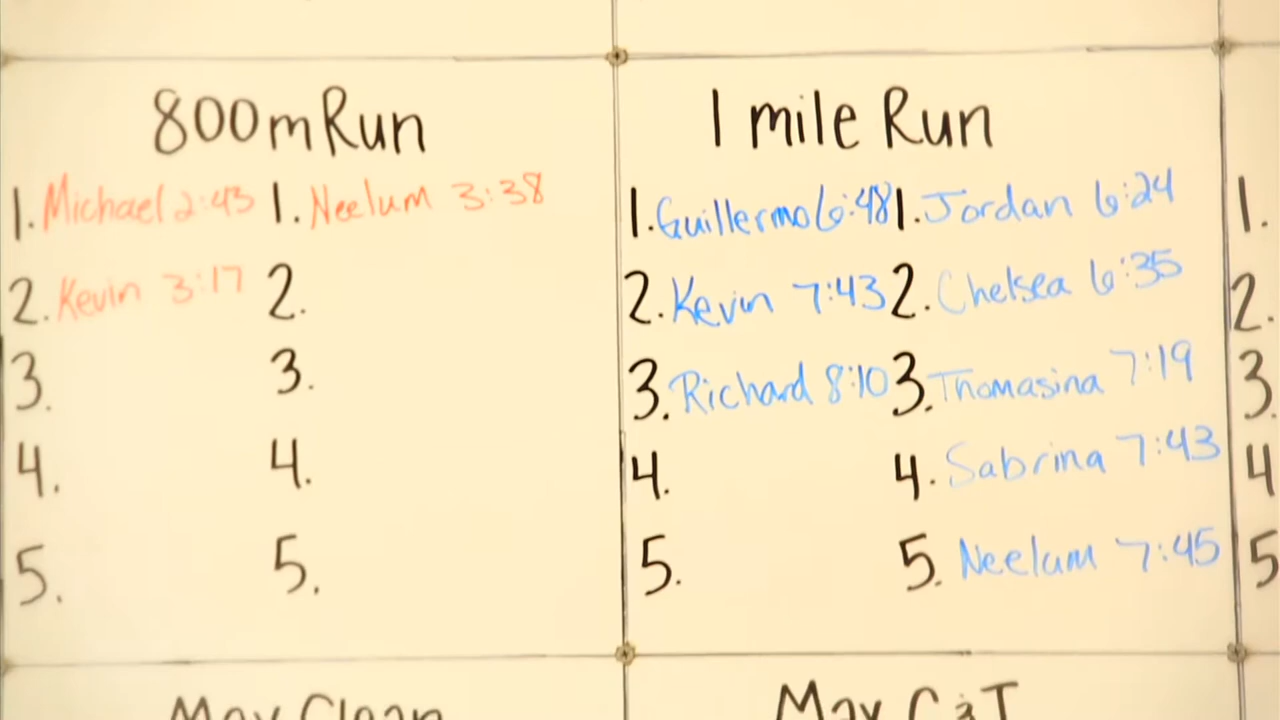 800m Run
1. Michael 2:43 1. Neelum 3:38
2. Kevin 3:17 2.
3. 3.
4. 4.
5. 5.
1 mile Run
1. Guillermo 6:48 1. Jordan 6:24
2. Kevin 7:43 2. Chelsea 6:35
3. Richard 8:10 3. Thomasina 7:19
4. 4. Sabrina 7:43
5. 5. Neelum 7:45
1.
2.
3.
4
5
Max Clean
Max C&T